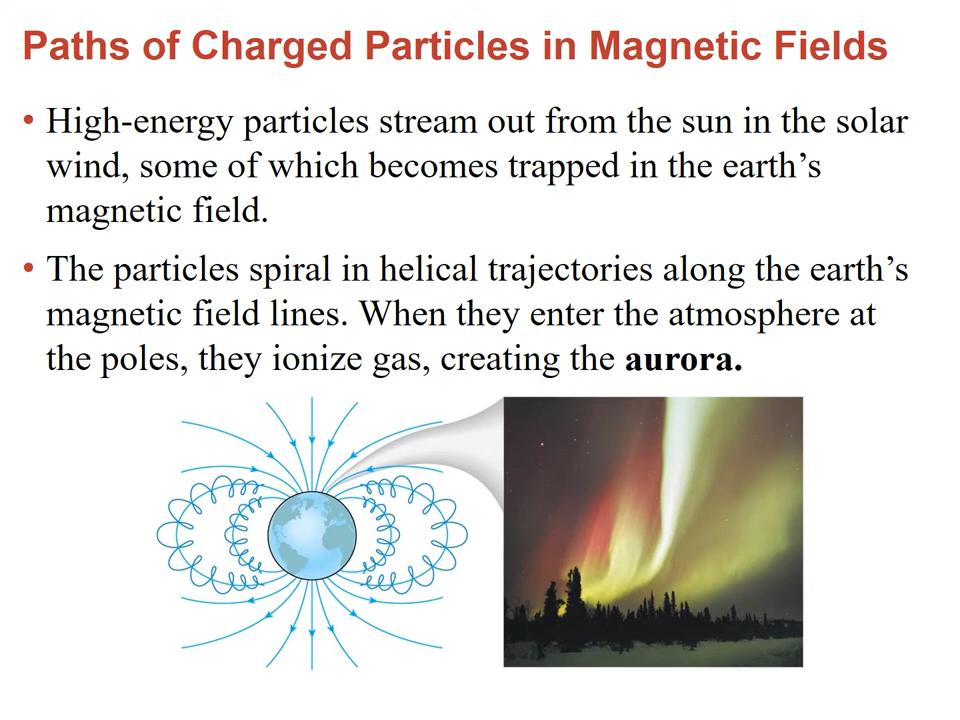 Paths of Charged Particles in Magnetic Fields
• High-energy particles stream out from the sun in the solar
wind, some of which becomes trapped in the earth’s
magnetic field.
• The particles spiral in helical trajectories along the earth’s
magnetic field lines. When they enter the atmosphere at
the poles, they ionize gas, creating the aurora.